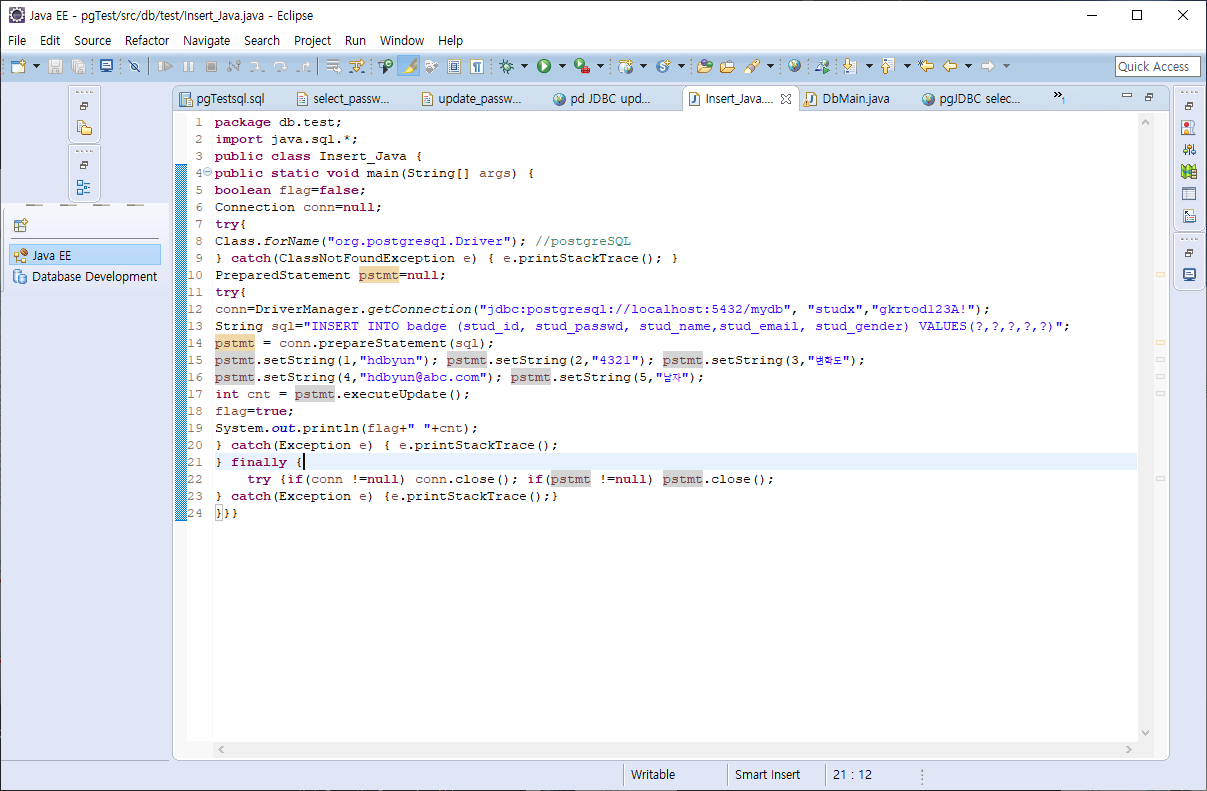 Java EE - pgTest/src/db/test/Insert_Java.java - Eclipse
File Edit Source Refactor Navigate Search Project Run Window Help
Quick Access
pgTestsql.sql select_passw... update_passw... pd JDBC upd... Insert_Java.... DbMain.java pgJDBC selec... »1
Java EE
Database Development
1 package db.test;
2 import java.sql.*;
3 public class Insert_Java {
4 public static void main(String[] args) {
5 boolean flag=false;
6 Connection conn=null;
7 try{
8 Class.forName("org.postgresql.Driver"); //postgreSQL
9 } catch(ClassNotFoundException e) { e.printStackTrace(); }
10 PreparedStatement pstmt=null;
11 try{
12 conn=DriverManager.getConnection("jdbc:postgresql://localhost:5432/mydb", "studx","gkrtod123A!");
13 String sql="INSERT INTO badge (stud_id, stud_passwd, stud_name,stud_email, stud_gender) VALUES(?,?,?,?,?)";
14 pstmt = conn.prepareStatement(sql);
15 pstmt.setString(1,"hdbyun"); pstmt.setString(2,"4321"); pstmt.setString(3,"변학도");
16 pstmt.setString(4,"hdbyun@abc.com"); pstmt.setString(5,"남자");
17 int cnt = pstmt.executeUpdate();
18 flag=true;
19 System.out.println(flag+" "+cnt);
20 } catch(Exception e) { e.printStackTrace();
21 } finally {
22 try {if(conn !=null) conn.close(); if(pstmt !=null) pstmt.close();
23 } catch(Exception e) {e.printStackTrace();}
24 }}}
Writable Smart Insert 21 : 12